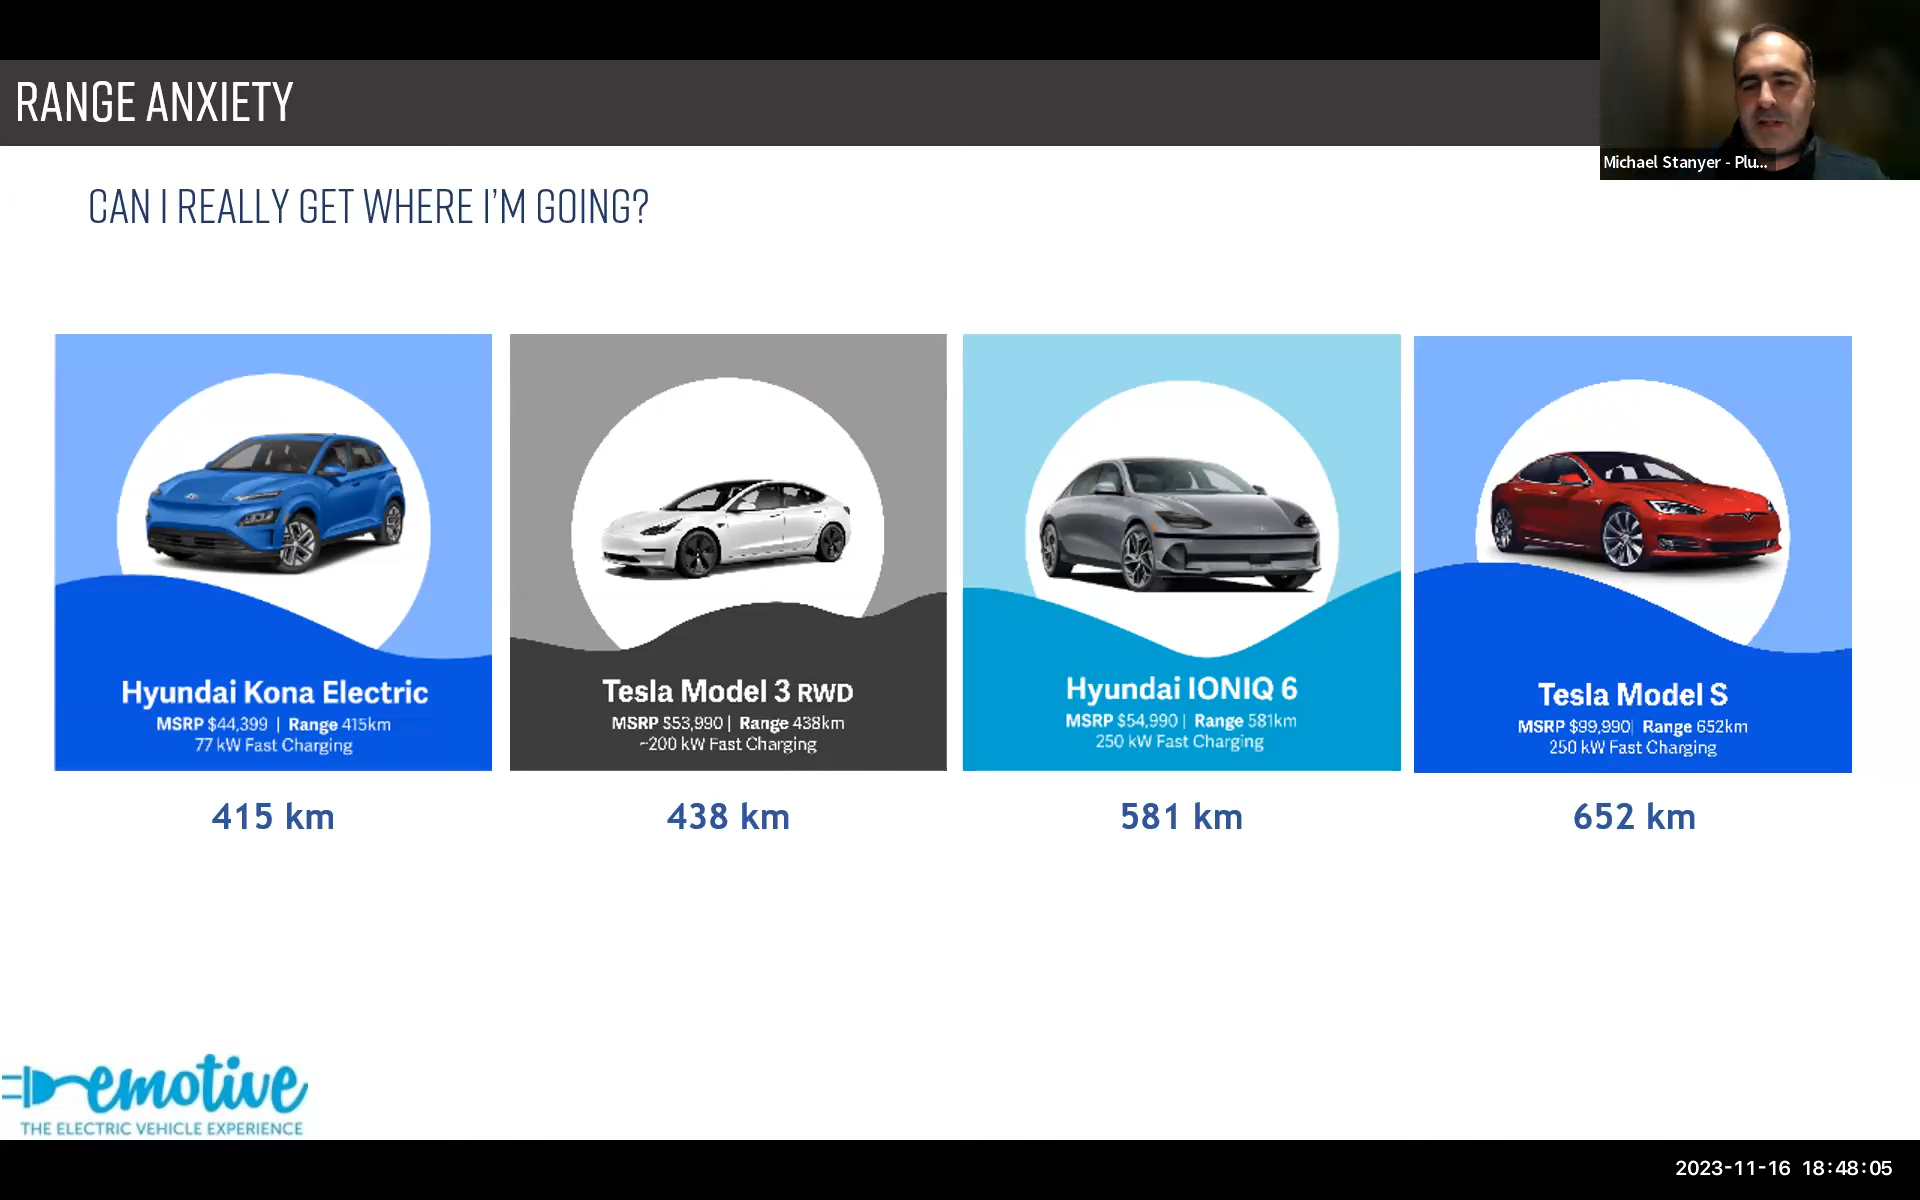 RANGE ANXIETY
Michael Stanyer - Plu...
CAN I REALLY GET WHERE I'M GOING?
Hyundai Kona Electric
MSRP $44,399 | Range 415km
77 kW Fast Charging
Tesla Model 3 RWD
MSRP $53,990 | Range 438km
~200 kW Fast Charging
Hyundai IONIQ 6
MSRP $54,990 | Range 581km
250 kW Fast Charging
Tesla Model S
MSRP $99,990| Range 652km
250 kW Fast Charging
415 km
438 km
581 km
652 km
emotive
THE ELECTRIC VEHICLE EXPERIENCE
2023-11-16 18:48:05